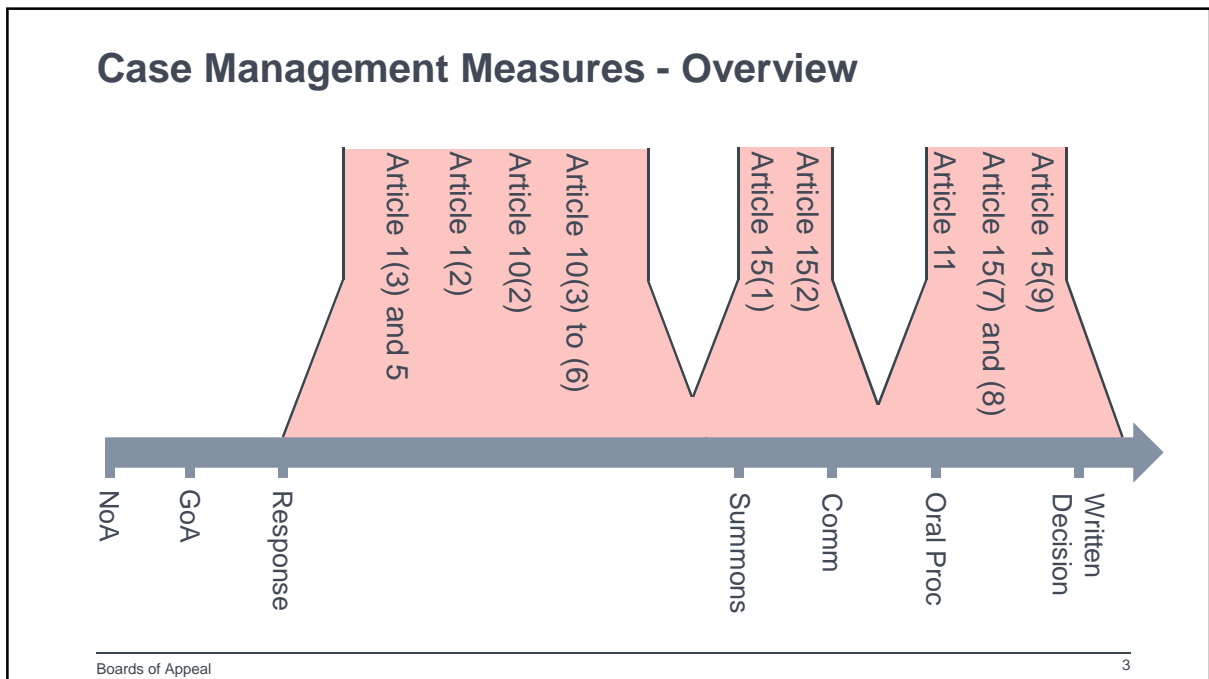 Case Management Measures - Overview
Article 1(3) and 5
Article 1(2)
Article 10(2)
Article 10(3) to (6)
Article 15(1)
Article 15(2)
Article 11
Article 15(7) and (8)
Article 15(9)
NoA
GoA
Response
Summons
Comm
Oral Proc
Written
Decision
Boards of Appeal
3